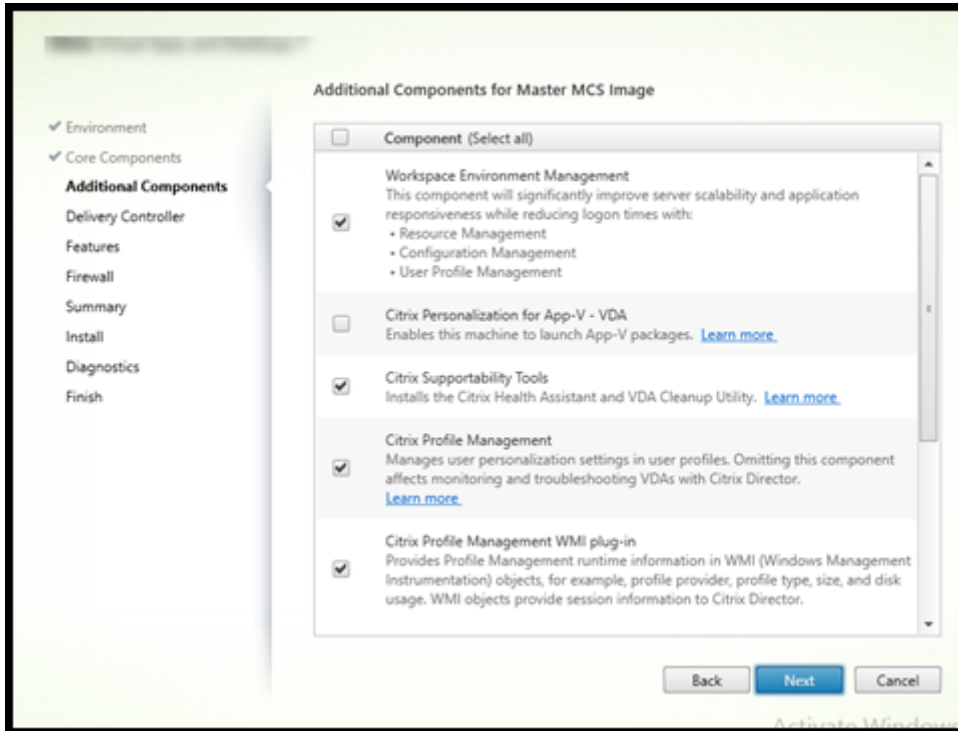 Additional Components for Master MCS Image
✔ Environment
✔ Core Components
Additional Components
Delivery Controller
Features
Firewall
Summary
Install
Diagnostics
Finish
Component (Select all)
Workspace Environment Management
This component will significantly improve server scalability and application
responsiveness while reducing logon times with:
• Resource Management
• Configuration Management
• User Profile Management
Citrix Personalization for App-V - VDA
Enables this machine to launch App-V packages. Learn more
Citrix Supportability Tools
Installs the Citrix Health Assistant and VDA Cleanup Utility. Learn more
Citrix Profile Management
Manages user personalization settings in user profiles. Omitting this component
affects monitoring and troubleshooting VDAs with Citrix Director.
Learn more
Citrix Profile Management WMI plug-in
Provides Profile Management runtime information in WMI (Windows Management
Instrumentation) objects, for example, profile provider, profile type, size, and disk
usage. WMI objects provide session information to Citrix Director.
Back Next Cancel
Activate Windows